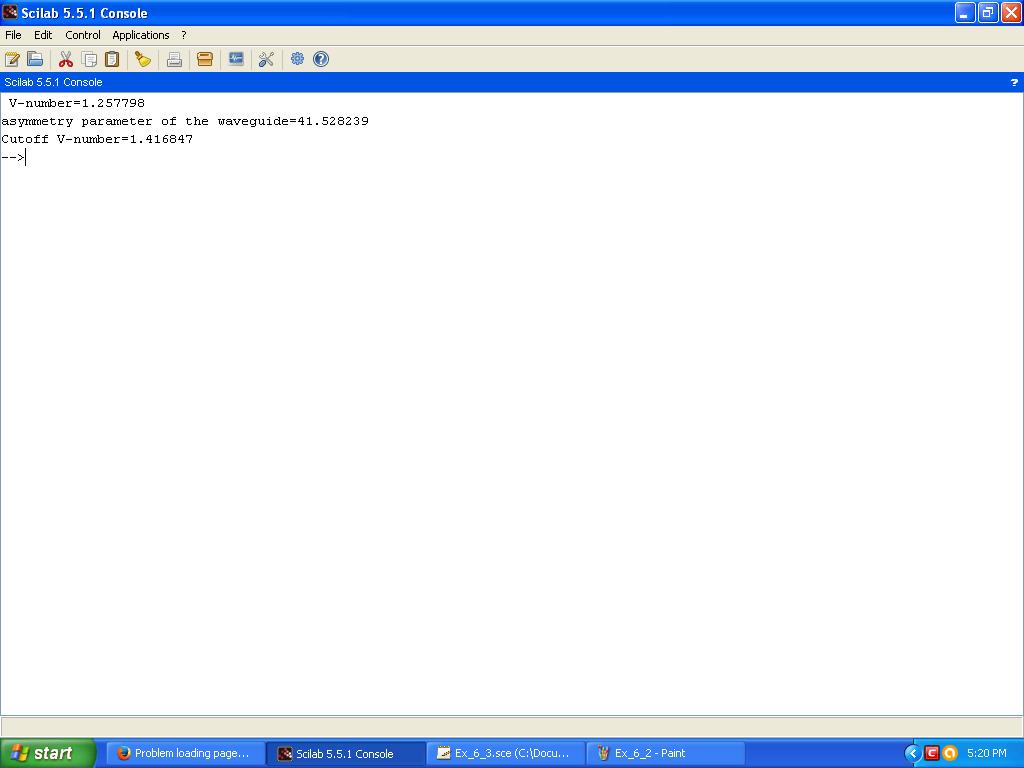 Scilab 5.5.1 Console
File Edit Control Applications ?
Scilab 5.5.1 Console ?
V-number=1.257798
asymmetry parameter of the waveguide=41.528239
Cutoff V-number=1.416847
-->
start Problem loading page... Scilab 5.5.1 Console Ex_6_3.sce (C:\Docu... Ex_6_2 - Paint 5:20 PM